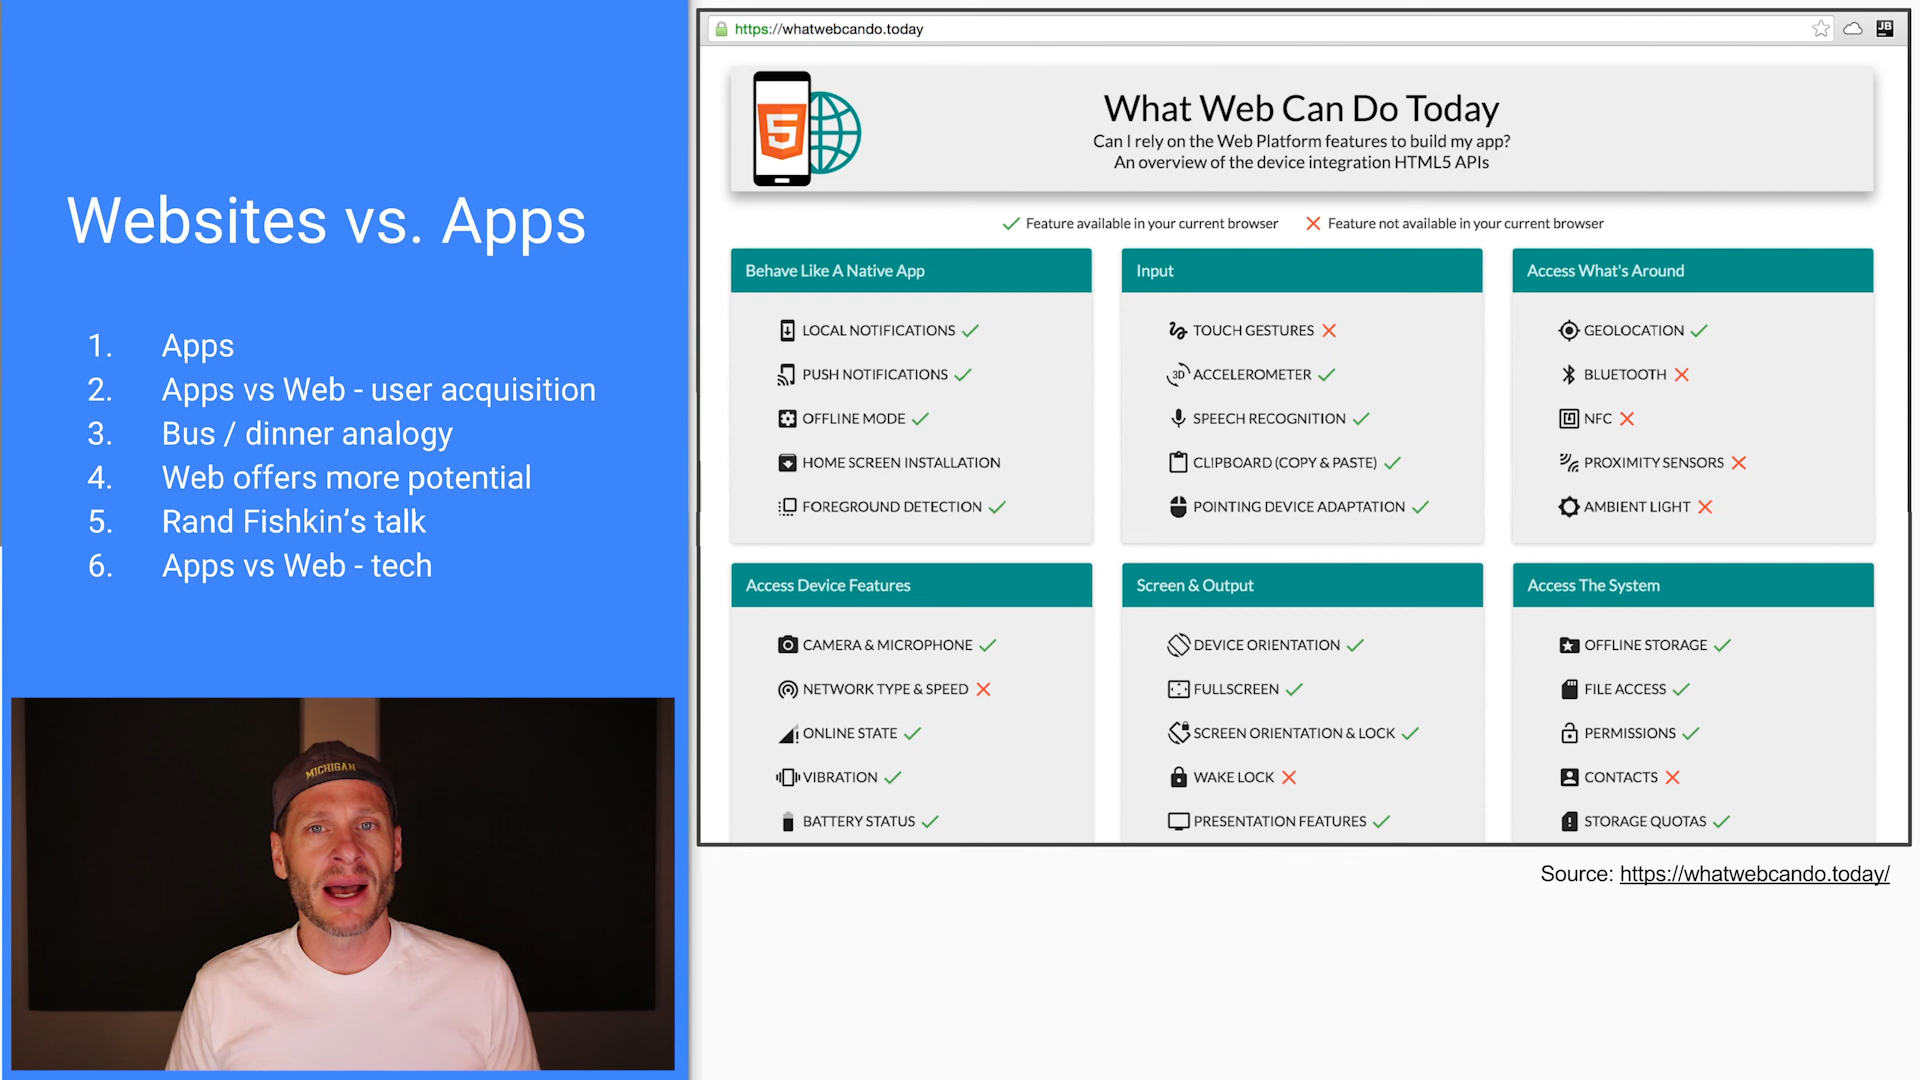 Websites vs. Apps
1. Apps
2. Apps vs Web - user acquisition
3. Bus / dinner analogy
4. Web offers more potential
5. Rand Fishkin's talk
6. Apps vs Web - tech
MICHIGAN
https://whatwebcando.today
JB
5
What Web Can Do Today
Can I rely on the Web Platform features to build my app?
An overview of the device integration HTML5 APIs
Feature available in your current browser
Feature not available in your current browser
Behave Like A Native App
LOCAL NOTIFICATIONS
PUSH NOTIFICATIONS
OFFLINE MODE
HOME SCREEN INSTALLATION
FOREGROUND DETECTION
Input
TOUCH GESTURES
3D ACCELEROMETER
SPEECH RECOGNITION
CLIPBOARD (COPY & PASTE)
POINTING DEVICE ADAPTATION
Access What's Around
GEOLOCATION
BLUETOOTH
NFC
PROXIMITY SENSORS
AMBIENT LIGHT
Access Device Features
CAMERA & MICROPHONE
NETWORK TYPE & SPEED
ONLINE STATE
VIBRATION
BATTERY STATUS
Screen & Output
DEVICE ORIENTATION
FULLSCREEN
SCREEN ORIENTATION & LOCK
WAKE LOCK
PRESENTATION FEATURES
Access The System
OFFLINE STORAGE
FILE ACCESS
PERMISSIONS
CONTACTS
STORAGE QUOTAS
Source: https://whatwebcando.today/